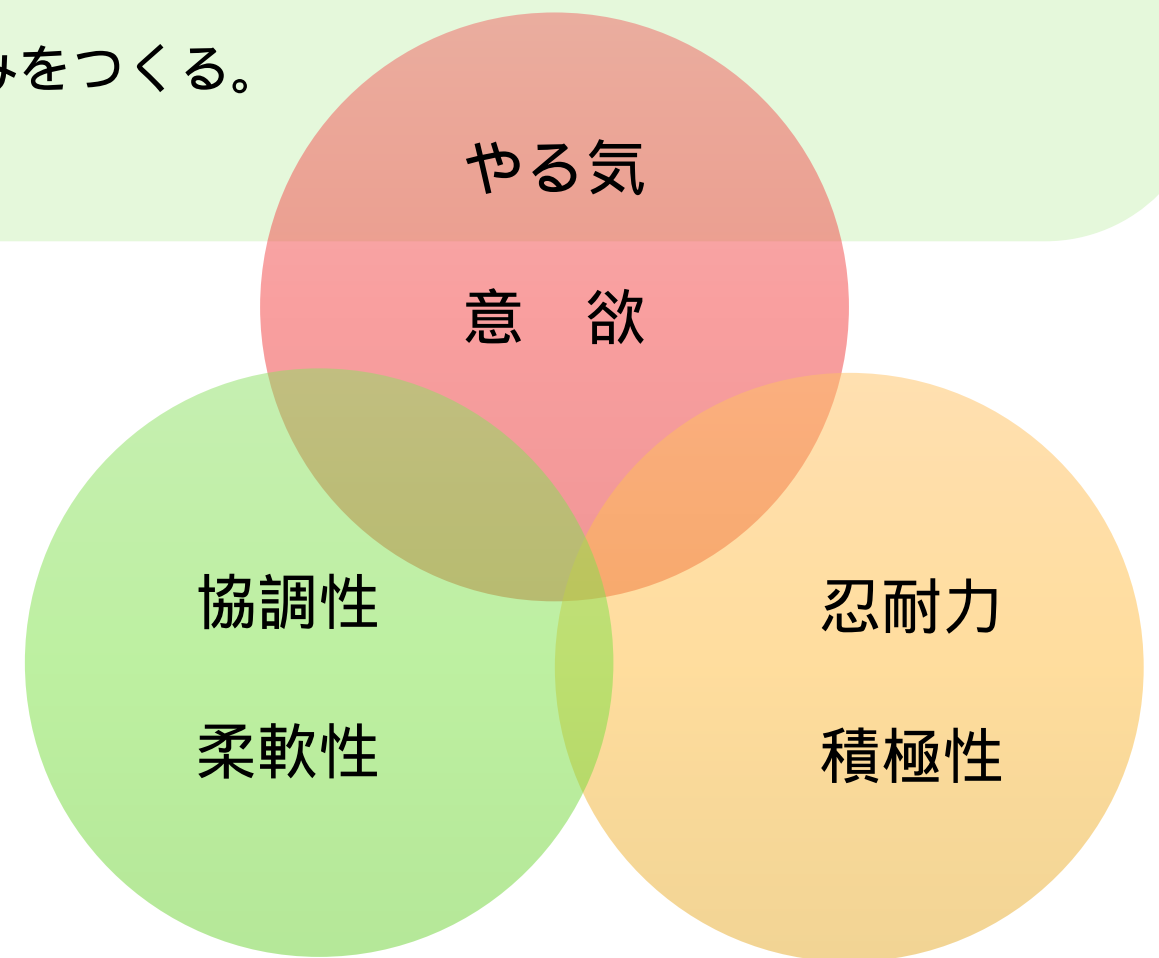 みをつくる。
やる気
意　欲
協調性
柔軟性
忍耐力
積極性